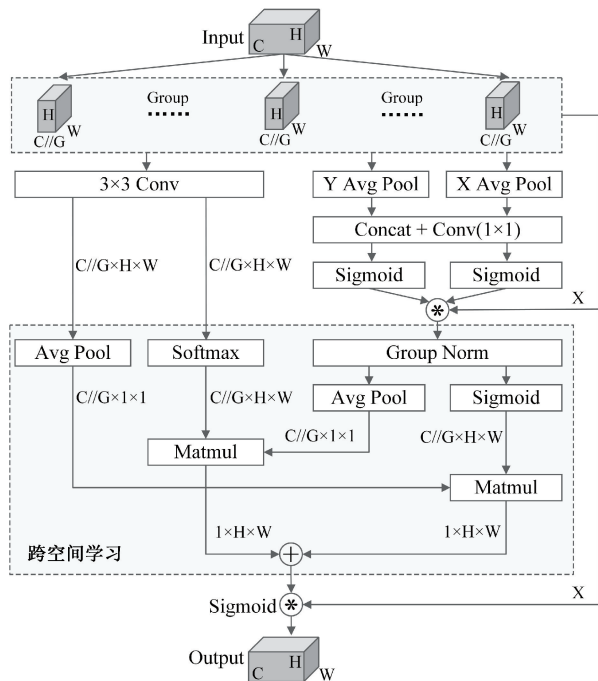 Input
C H W
Group
Group
H W C//G
H W C//G
H W C//G
3×3 Conv
Y Avg Pool
X Avg Pool
Concat + Conv(1×1)
C//G×H×W
C//G×H×W
Sigmoid
Sigmoid
X
*
Avg Pool
Softmax
Group Norm
C//G×1×1
C//G×H×W
Avg Pool
Sigmoid
C//G×1×1
C//G×H×W
Matmul
Matmul
1×H×W
1×H×W
跨空间学习
+
Sigmoid
*
X
Output
C H W